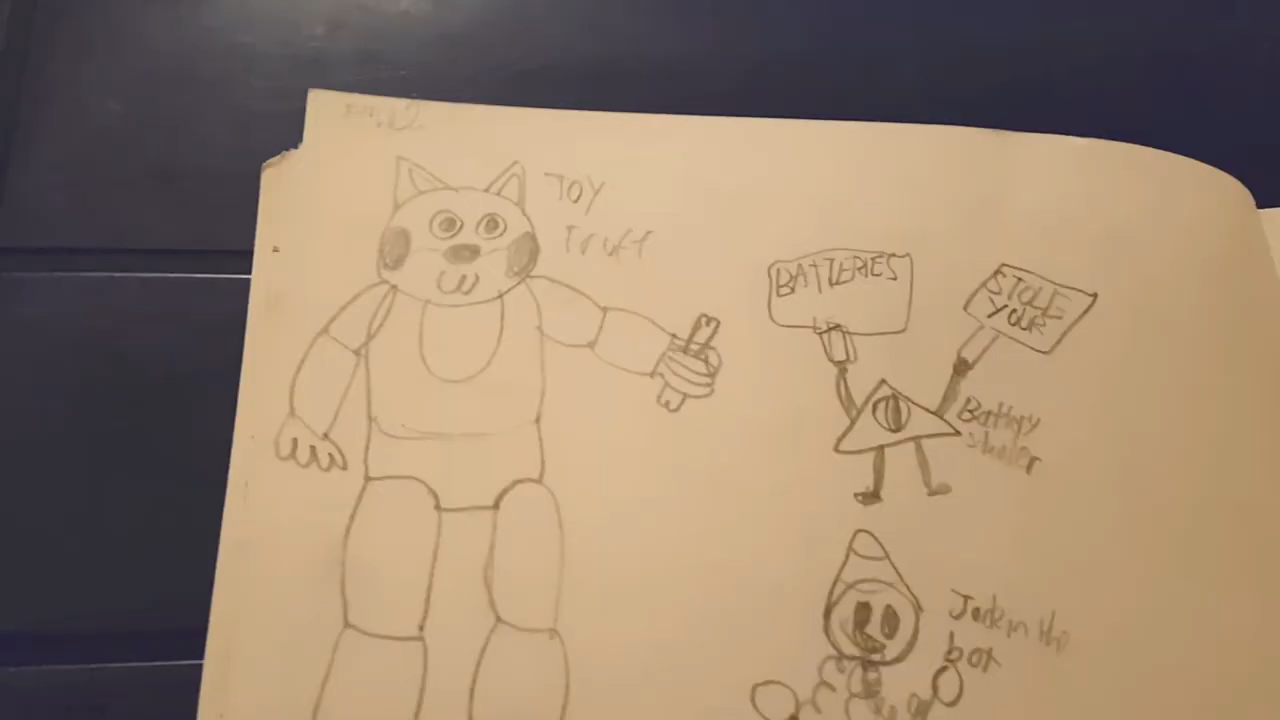 TOY
Truff
BATTERIES
STOLE
YOUR
Battery
stealer
Jack in the
box